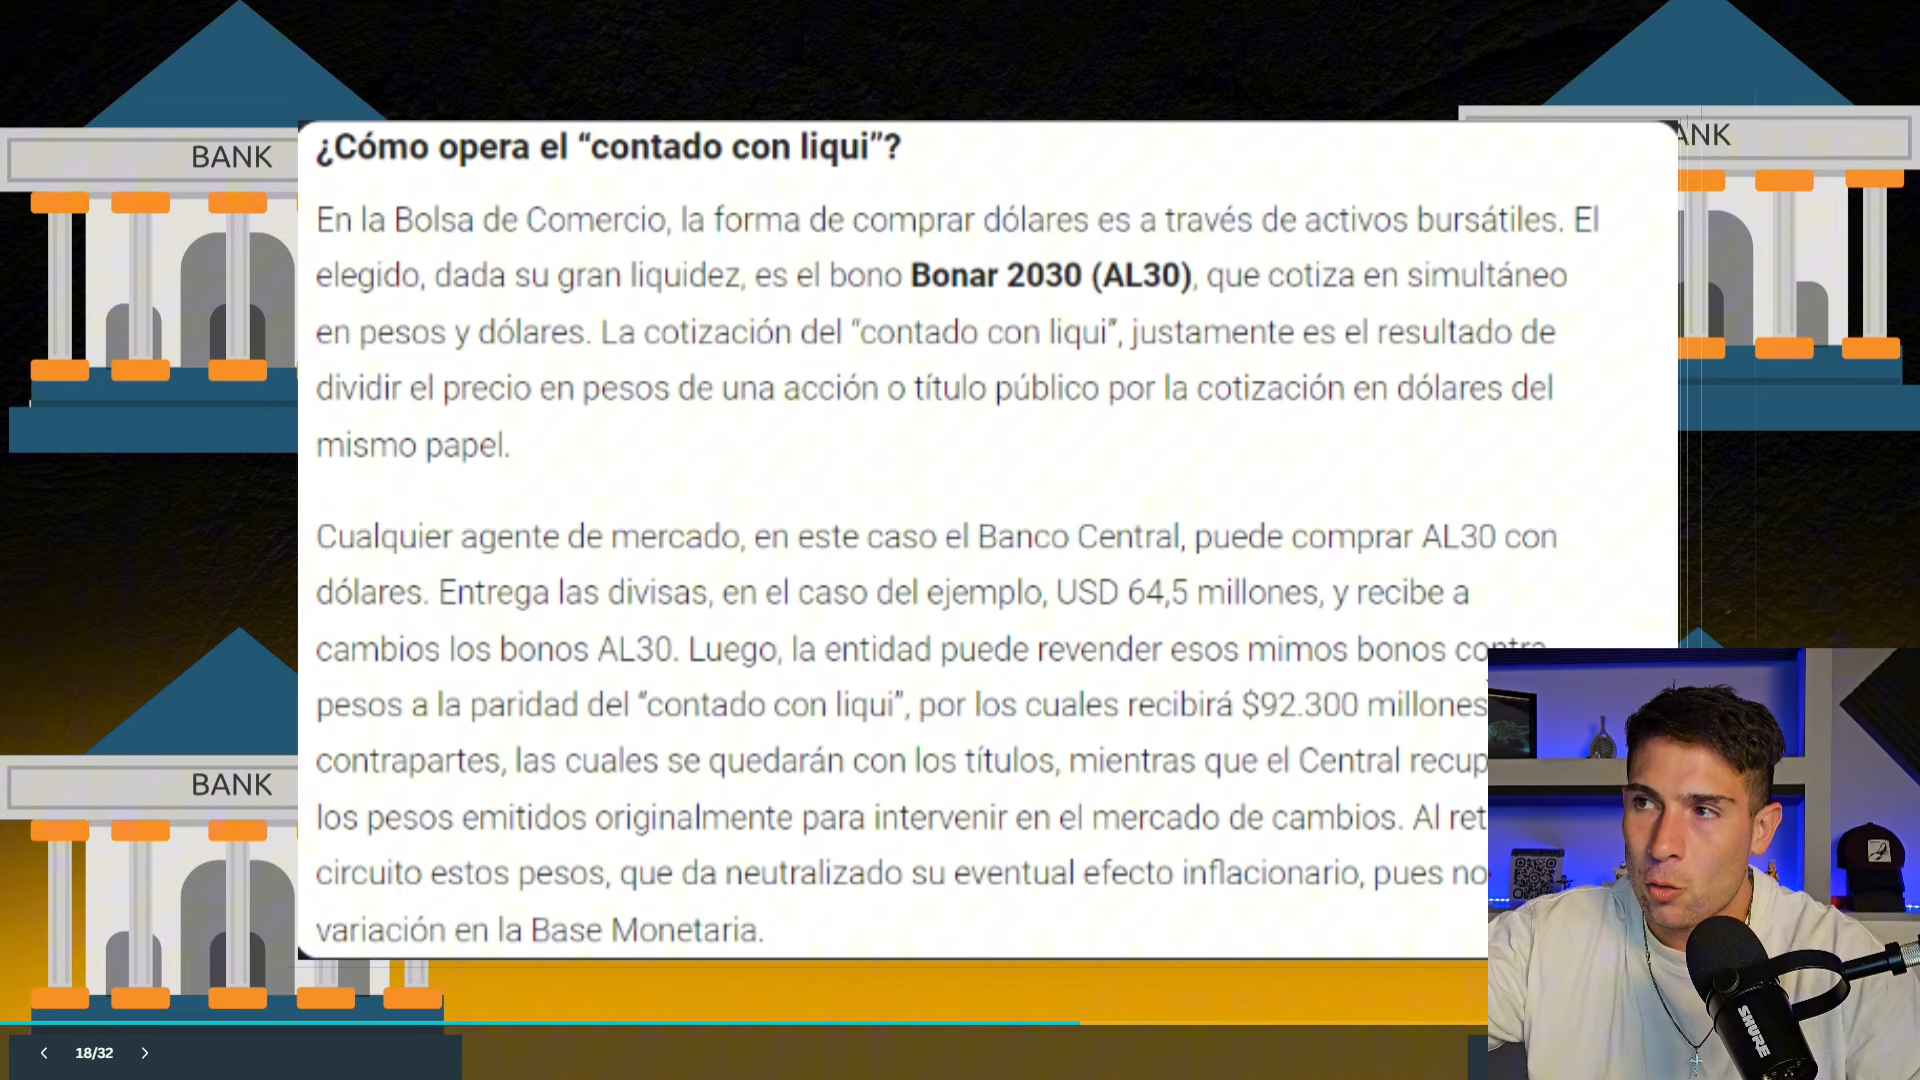 BANK
ANK
¿Cómo opera el “contado con liqui”?
En la Bolsa de Comercio, la forma de comprar dólares es a través de activos bursátiles. El
elegido, dada su gran liquidez, es el bono Bonar 2030 (AL30), que cotiza en simultáneo
en pesos y dólares. La cotización del “contado con liqui”, justamente es el resultado de
dividir el precio en pesos de una acción o título público por la cotización en dólares del
mismo papel.
Cualquier agente de mercado, en este caso el Banco Central, puede comprar AL30 con
dólares. Entrega las divisas, en el caso del ejemplo, USD 64,5 millones, y recibe a
cambios los bonos AL30. Luego, la entidad puede revender esos mimos bonos contra
pesos a la paridad del “contado con liqui”, por los cuales recibirá $92.300 millones
contrapartes, las cuales se quedarán con los títulos, mientras que el Central recup
los pesos emitidos originalmente para intervenir en el mercado de cambios. Al ret
circuito estos pesos, que da neutralizado su eventual efecto inflacionario, pues no
variación en la Base Monetaria.
BANK
18/32
SHURE